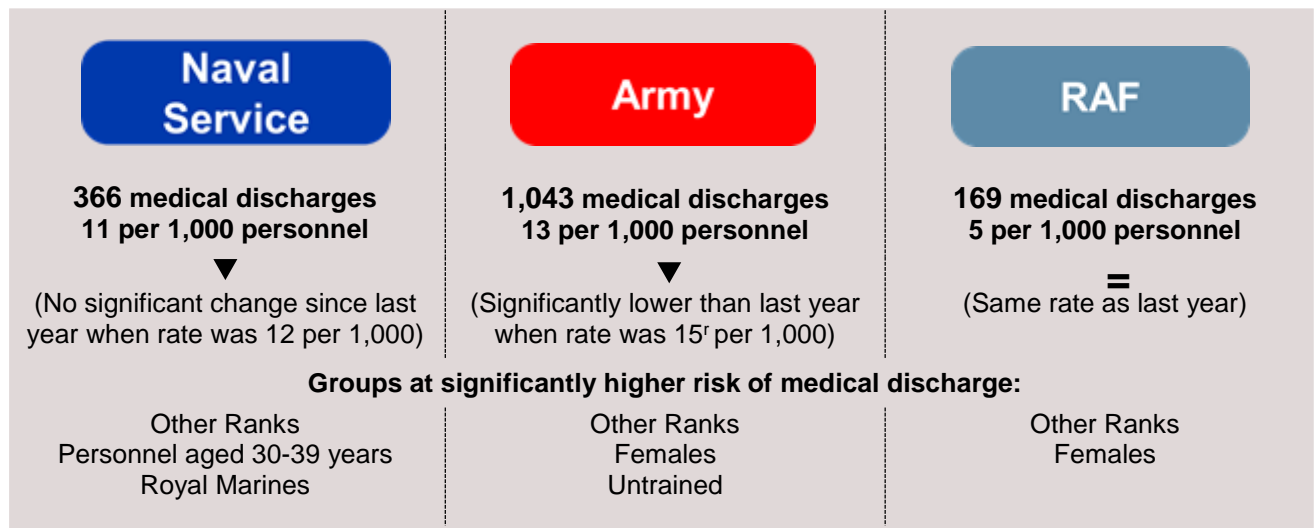 Naval
Service
366 medical discharges
11 per 1,000 personnel
▼
(No significant change since last
year when rate was 12 per 1,000)
Army
1,043 medical discharges
13 per 1,000 personnel
▼
(Significantly lower than last year
when rate was 15ʳ per 1,000)
RAF
169 medical discharges
5 per 1,000 personnel
=
(Same rate as last year)
Groups at significantly higher risk of medical discharge:
Other Ranks
Personnel aged 30-39 years
Royal Marines
Other Ranks
Females
Untrained
Other Ranks
Females